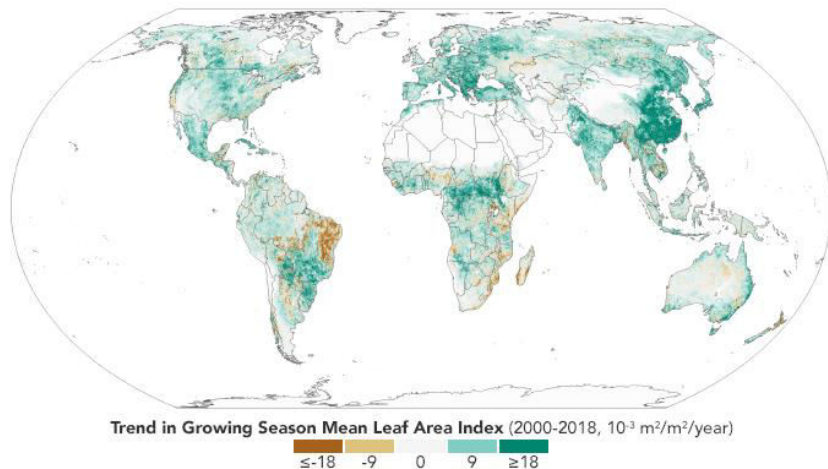 Trend in Growing Season Mean Leaf Area Index (2000-2018, 10⁻³ m²/m²/year)
≤-18 -9 0 9 ≥18